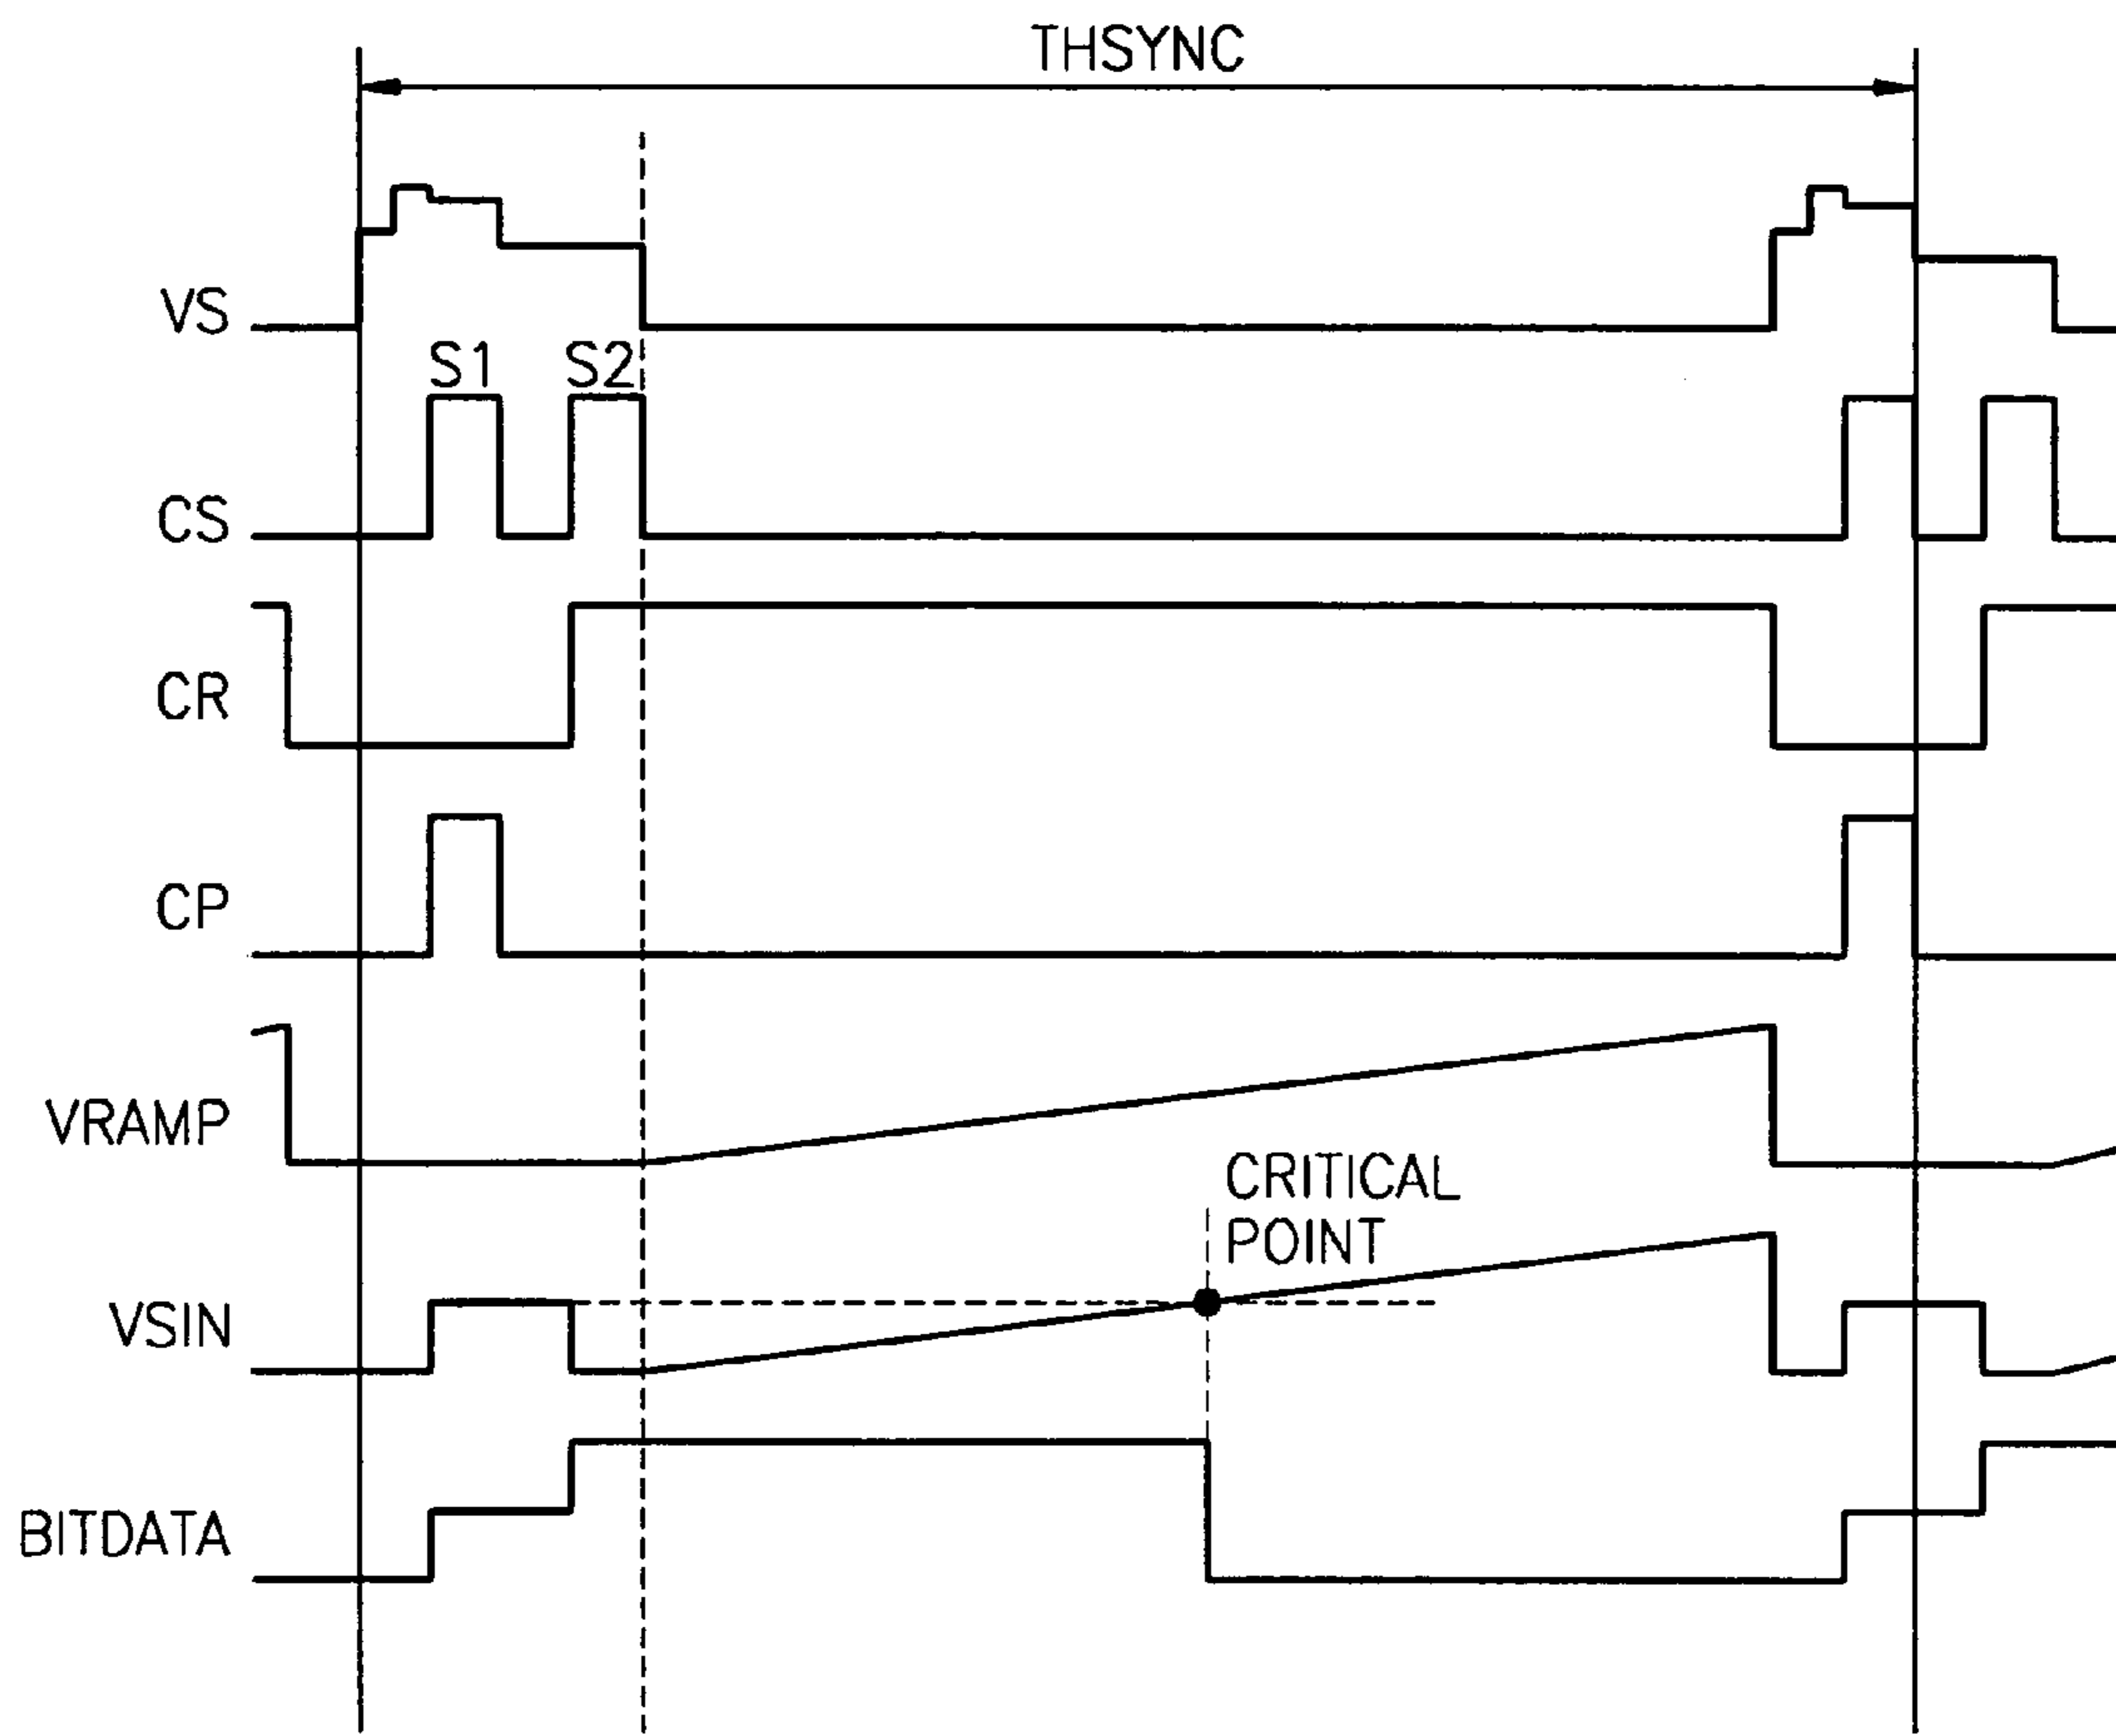 THSYNC
VS
S1
S2
CS
CR
CP
VRAMP
CRITICAL
POINT
VSIN
BITDATA